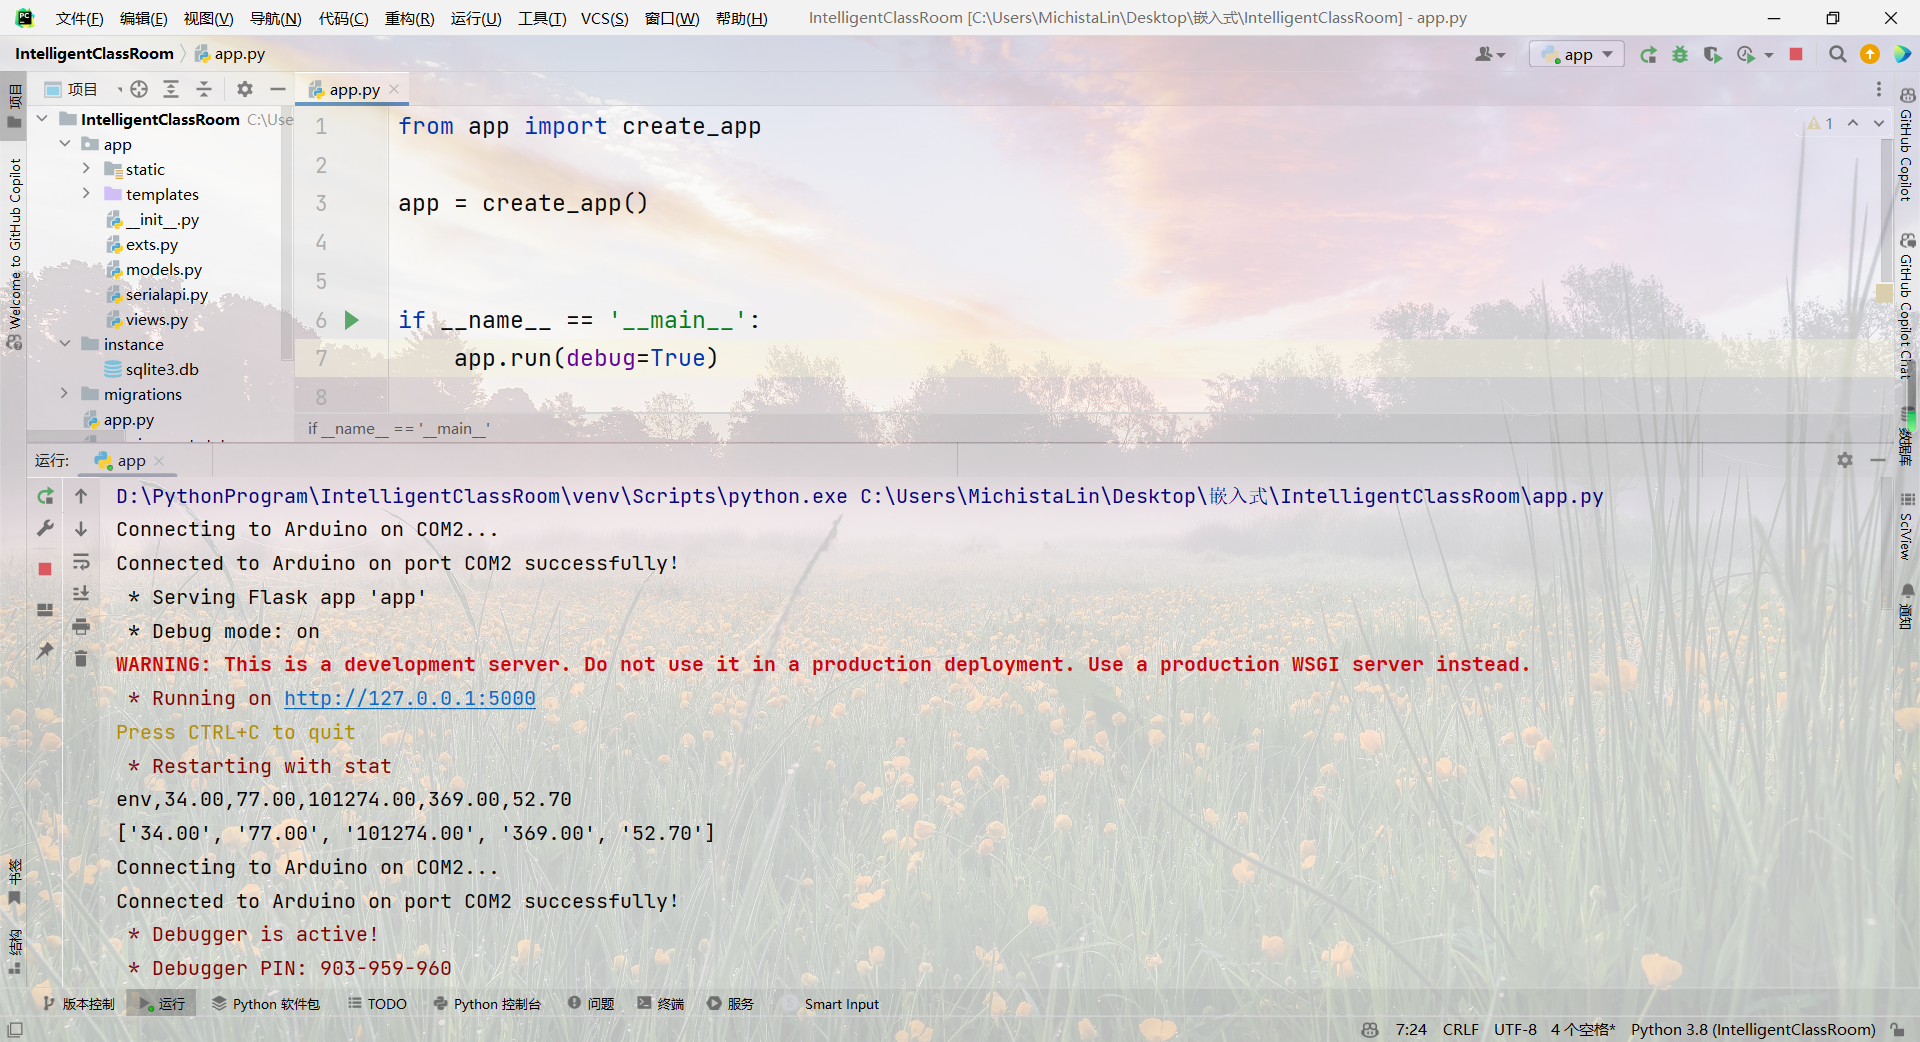 文件(F) 编辑(E) 视图(V) 导航(N) 代码(C) 重构(R) 运行(U) 工具(T) VCS(S) 窗口(W) 帮助(H) IntelligentClassRoom [C:\Users\MichistaLin\Desktop\嵌入式\IntelligentClassRoom] - app.py
IntelligentClassRoom app.py
app
项目
app.py
项目
Welcome to GitHub Copilot
IntelligentClassRoom C:\Use
app
static
templates
__init__.py
exts.py
models.py
serialapi.py
views.py
instance
sqlite3.db
migrations
app.py
1 from app import create_app
2
3 app = create_app()
4
5
6 if __name__ == '__main__':
7 app.run(debug=True)
8
if __name__ == '__main__'
1
GitHub Copilot
GitHub Copilot Chat
数据库
SciView
通知
运行: app
D:\PythonProgram\IntelligentClassRoom\venv\Scripts\python.exe C:\Users\MichistaLin\Desktop\嵌入式\IntelligentClassRoom\app.py
Connecting to Arduino on COM2...
Connected to Arduino on port COM2 successfully!
* Serving Flask app 'app'
* Debug mode: on
WARNING: This is a development server. Do not use it in a production deployment. Use a production WSGI server instead.
* Running on http://127.0.0.1:5000
Press CTRL+C to quit
* Restarting with stat
env,34.00,77.00,101274.00,369.00,52.70
['34.00', '77.00', '101274.00', '369.00', '52.70']
Connecting to Arduino on COM2...
Connected to Arduino on port COM2 successfully!
* Debugger is active!
* Debugger PIN: 903-959-960
书签
结构
版本控制 运行 Python 软件包 TODO Python 控制台 问题 终端 服务 Smart Input
7:24 CRLF UTF-8 4 个空格* Python 3.8 (IntelligentClassRoom)